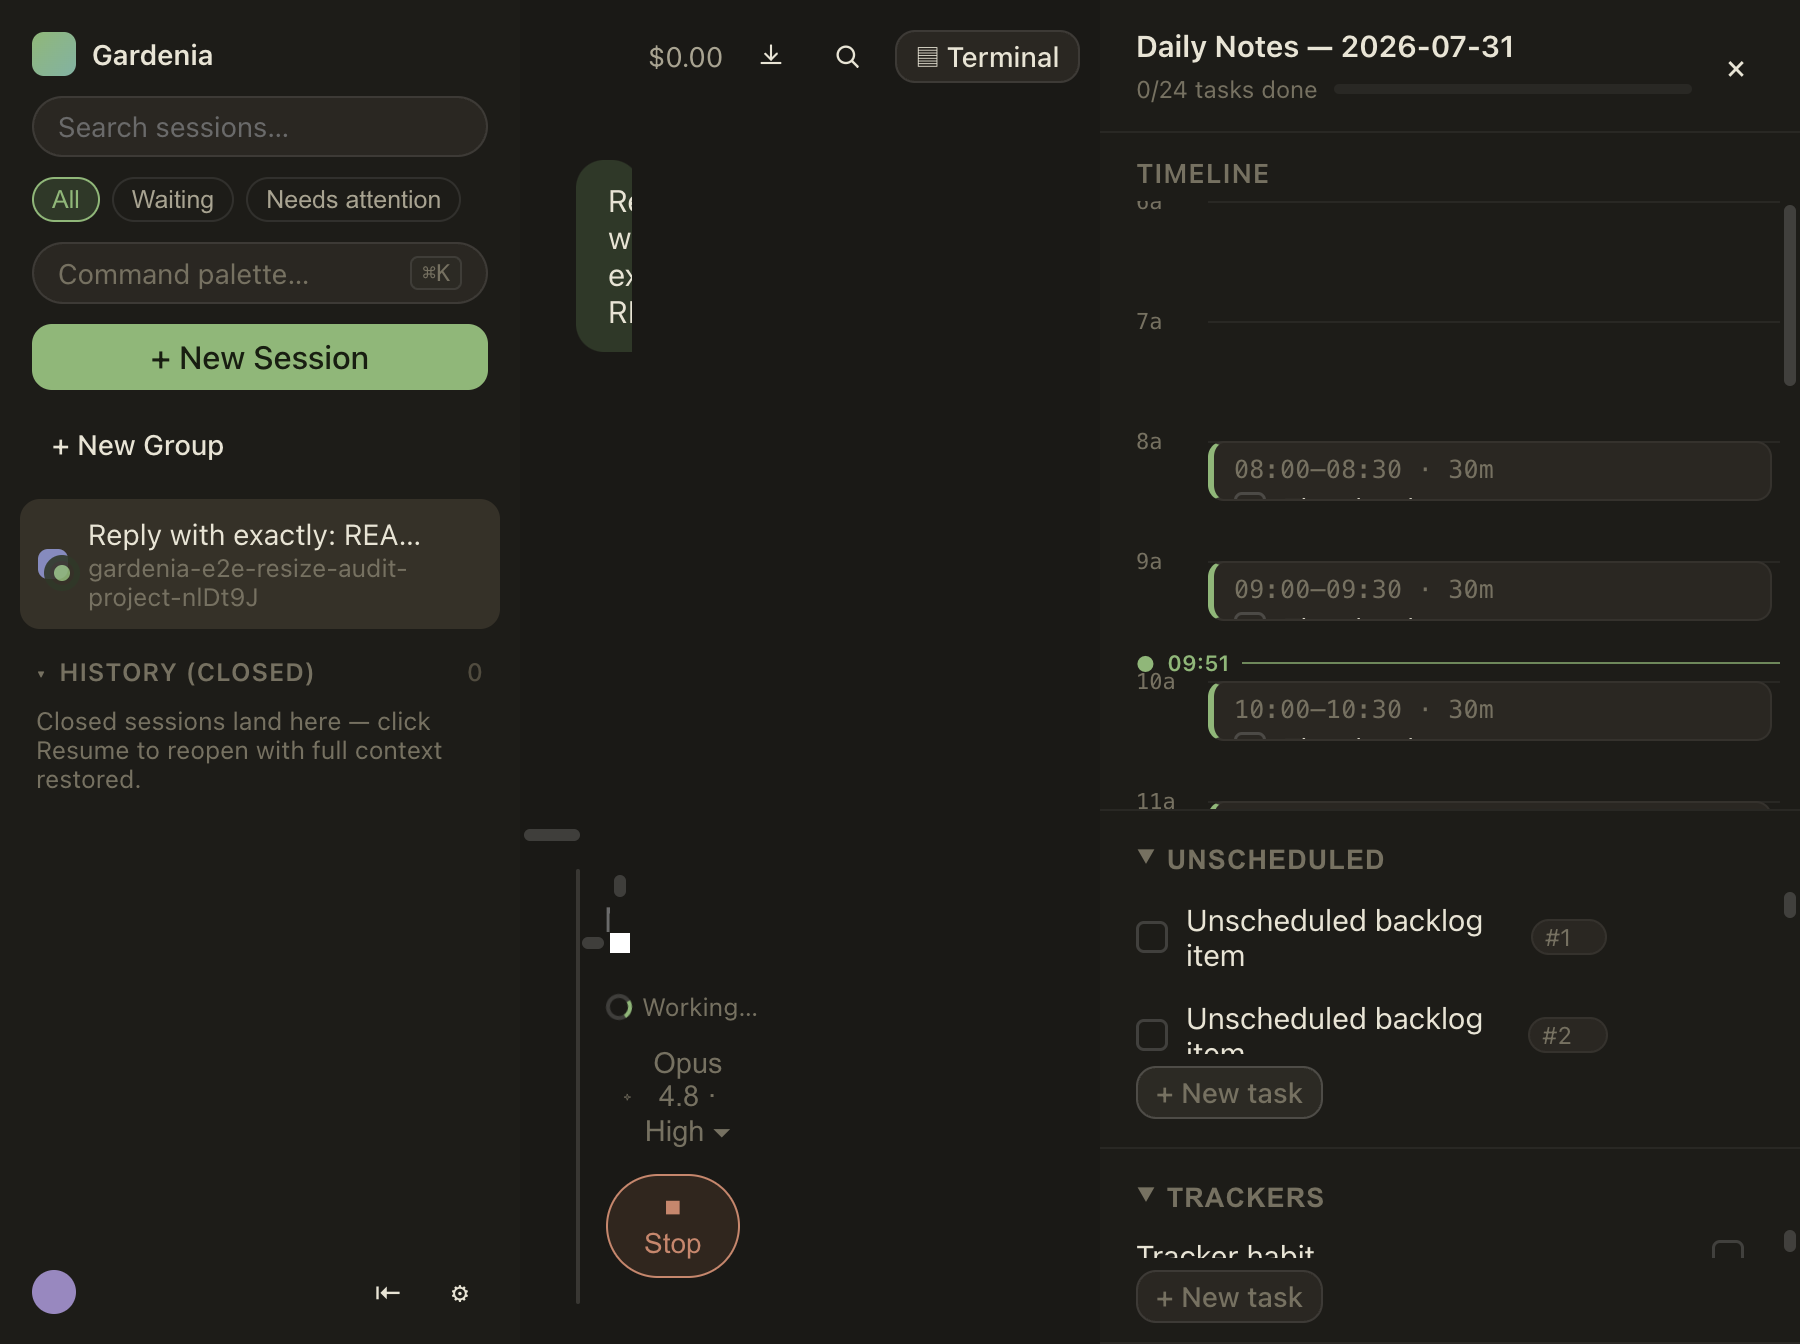 Gardenia
Search sessions...
All
Waiting
Needs attention
Command palette...
⌘K
+ New Session
+ New Group
Reply with exactly: REA...
gardenia-e2e-resize-audit-
project-nIDt9J
HISTORY (CLOSED)
0
Closed sessions land here — click
Resume to reopen with full context
restored.
$0.00
Terminal
Working...
Opus
4.8 ·
High
Stop
Daily Notes — 2026-07-31
0/24 tasks done
TIMELINE
7a
8a
08:00–08:30 · 30m
9a
09:00–09:30 · 30m
09:51
10a
10:00–10:30 · 30m
11a
UNSCHEDULED
Unscheduled backlog
item
#1
Unscheduled backlog
item
#2
+ New task
TRACKERS
Tracker habit
+ New task